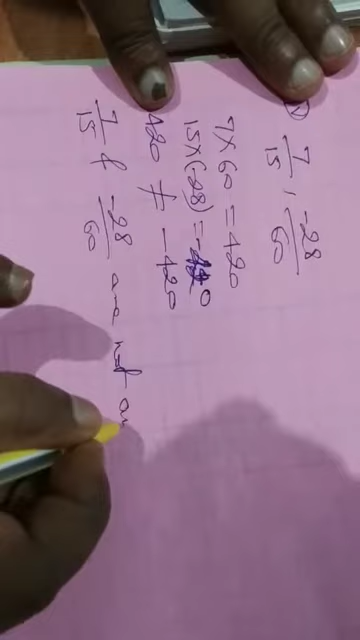 (v) 7/15, -28/60
7 x 60 = 420
15 x (-28) = -420
420 ≠ -420
7/15 & -28/60 are not